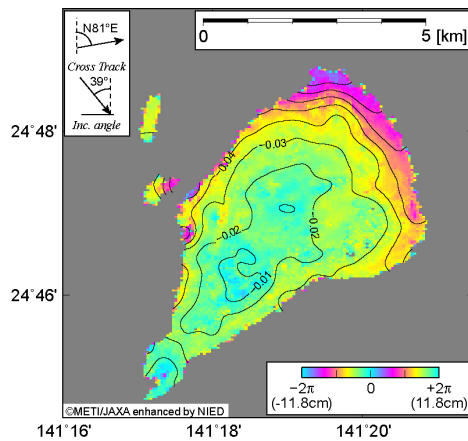 N81°E
Cross Track
39°
Inc. angle
0 5 [km]
24°48'
24°46'
−0.04
−0.03
−0.02
−0.02
−0.01
−2π 0 +2π
(-11.8cm) (11.8cm)
©METI/JAXA enhanced by NIED
141°16' 141°18' 141°20'